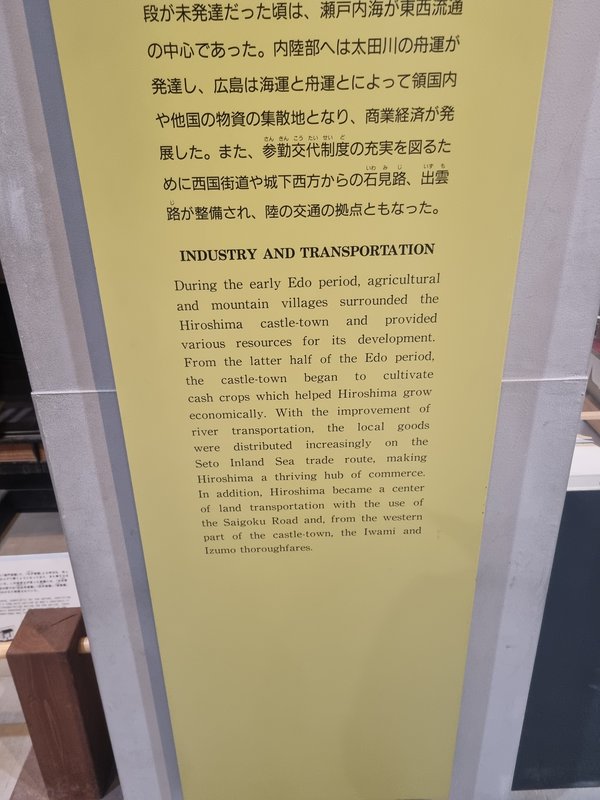 段が未発達だった頃は、瀬戸内海が東西流通
の中心であった。内陸部へは太田川の舟運が
発達し、広島は海運と舟運とによって領国内
や他国の物資の集散地となり、商業経済が発
展した。また、参勤交代制度の充実を図るた
めに西国街道や城下西方からの石見路、出雲
路が整備され、陸の交通の拠点ともなった。
INDUSTRY AND TRANSPORTATION
During the early Edo period, agricultural
and mountain villages surrounded the
Hiroshima castle-town and provided
various resources for its development.
From the latter half of the Edo period,
the castle-town began to cultivate
cash crops which helped Hiroshima grow
economically. With the improvement of
river transportation, the local goods
were distributed increasingly on the
Seto Inland Sea trade route, making
Hiroshima a thriving hub of commerce.
In addition, Hiroshima became a center
of land transportation with the use of
the Saigoku Road and, from the western
part of the castle-town, the Iwami and
Izumo thoroughfares.